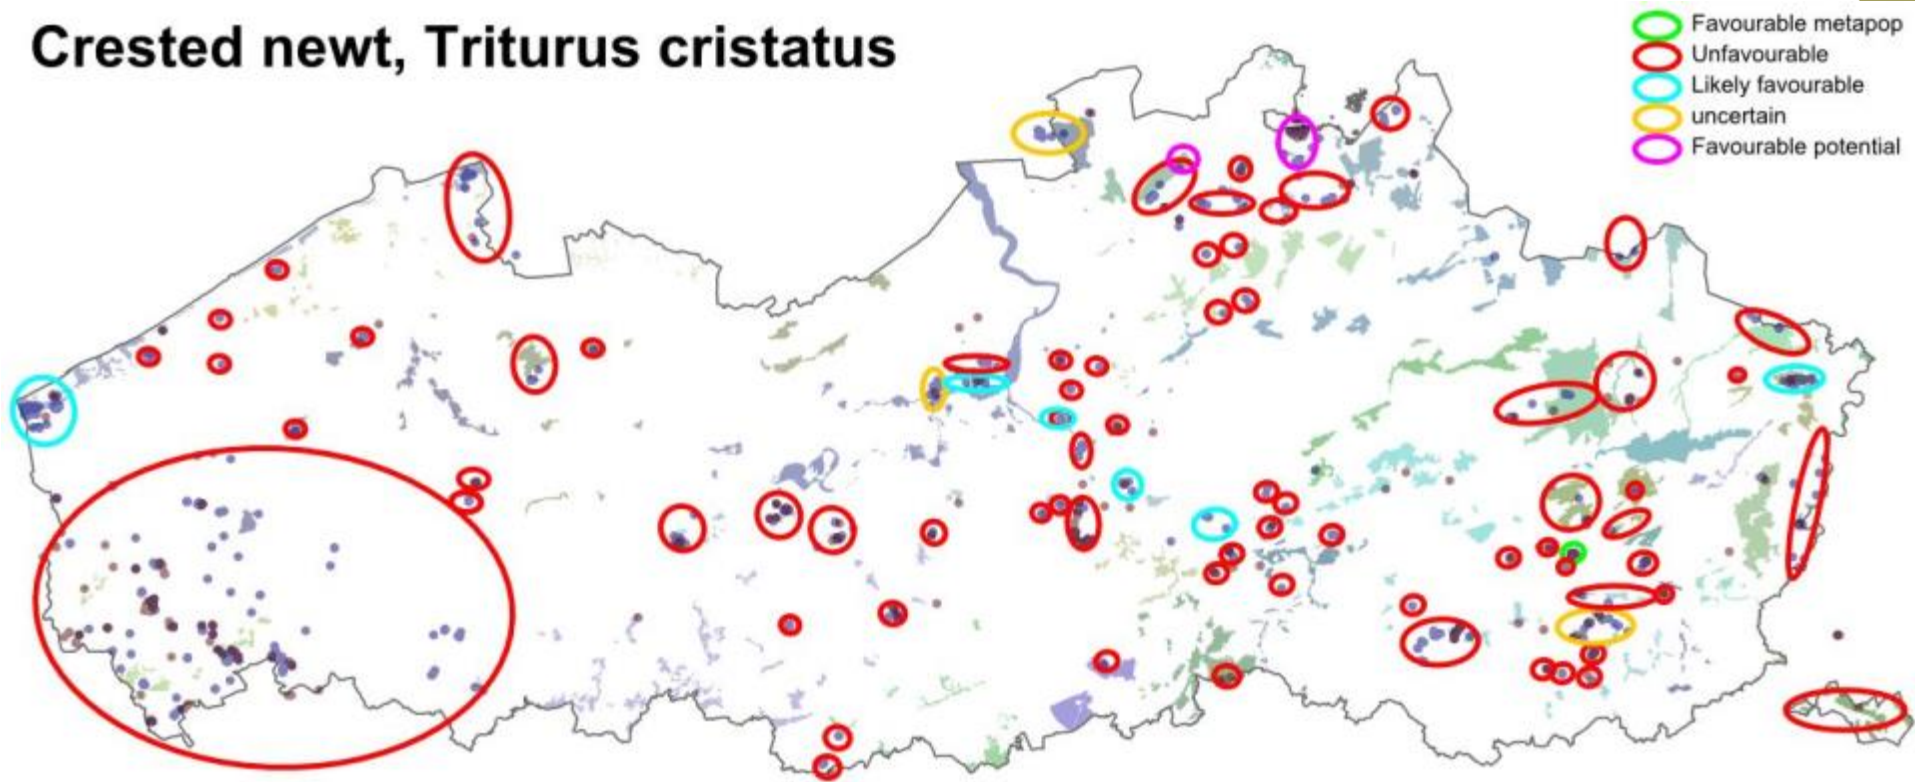 Crested newt, Triturus cristatus
Favourable metapop
Unfavourable
Likely favourable
uncertain
Favourable potential